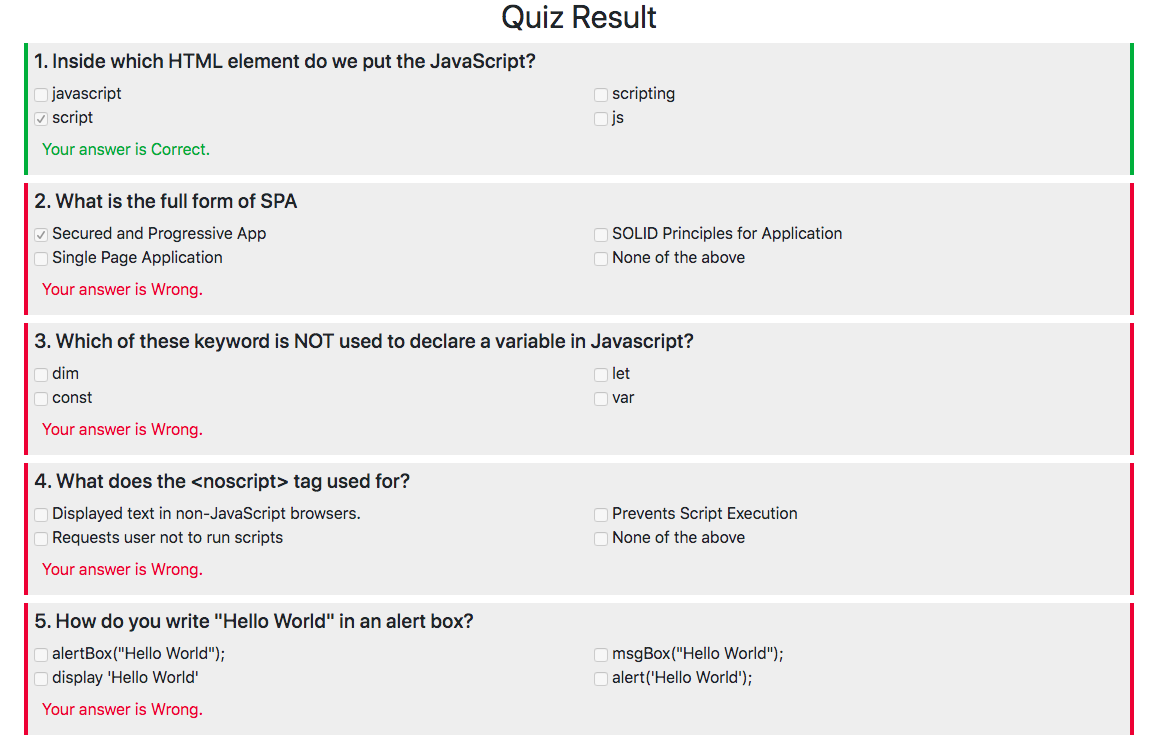 Quiz Result
1. Inside which HTML element do we put the JavaScript?
javascript scripting
script js
Your answer is Correct.
2. What is the full form of SPA
Secured and Progressive App SOLID Principles for Application
Single Page Application None of the above
Your answer is Wrong.
3. Which of these keyword is NOT used to declare a variable in Javascript?
dim let
const var
Your answer is Wrong.
4. What does the <noscript> tag used for?
Displayed text in non-JavaScript browsers. Prevents Script Execution
Requests user not to run scripts None of the above
Your answer is Wrong.
5. How do you write "Hello World" in an alert box?
alertBox("Hello World"); msgBox("Hello World");
display 'Hello World' alert('Hello World');
Your answer is Wrong.